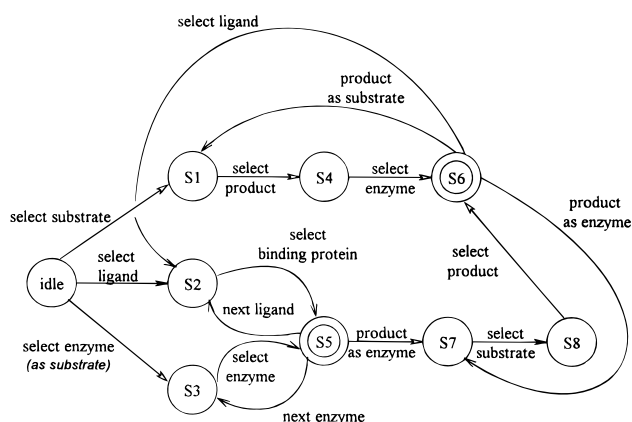 select ligand
product
as substrate
S1
select
product
S4
select
enzyme
S6
product
as enzyme
select substrate
select
binding protein
select
product
idle
select
ligand
S2
next ligand
S5
product
as enzyme
S7
select
substrate
S8
select enzyme
(as substrate)
select
enzyme
S3
next enzyme